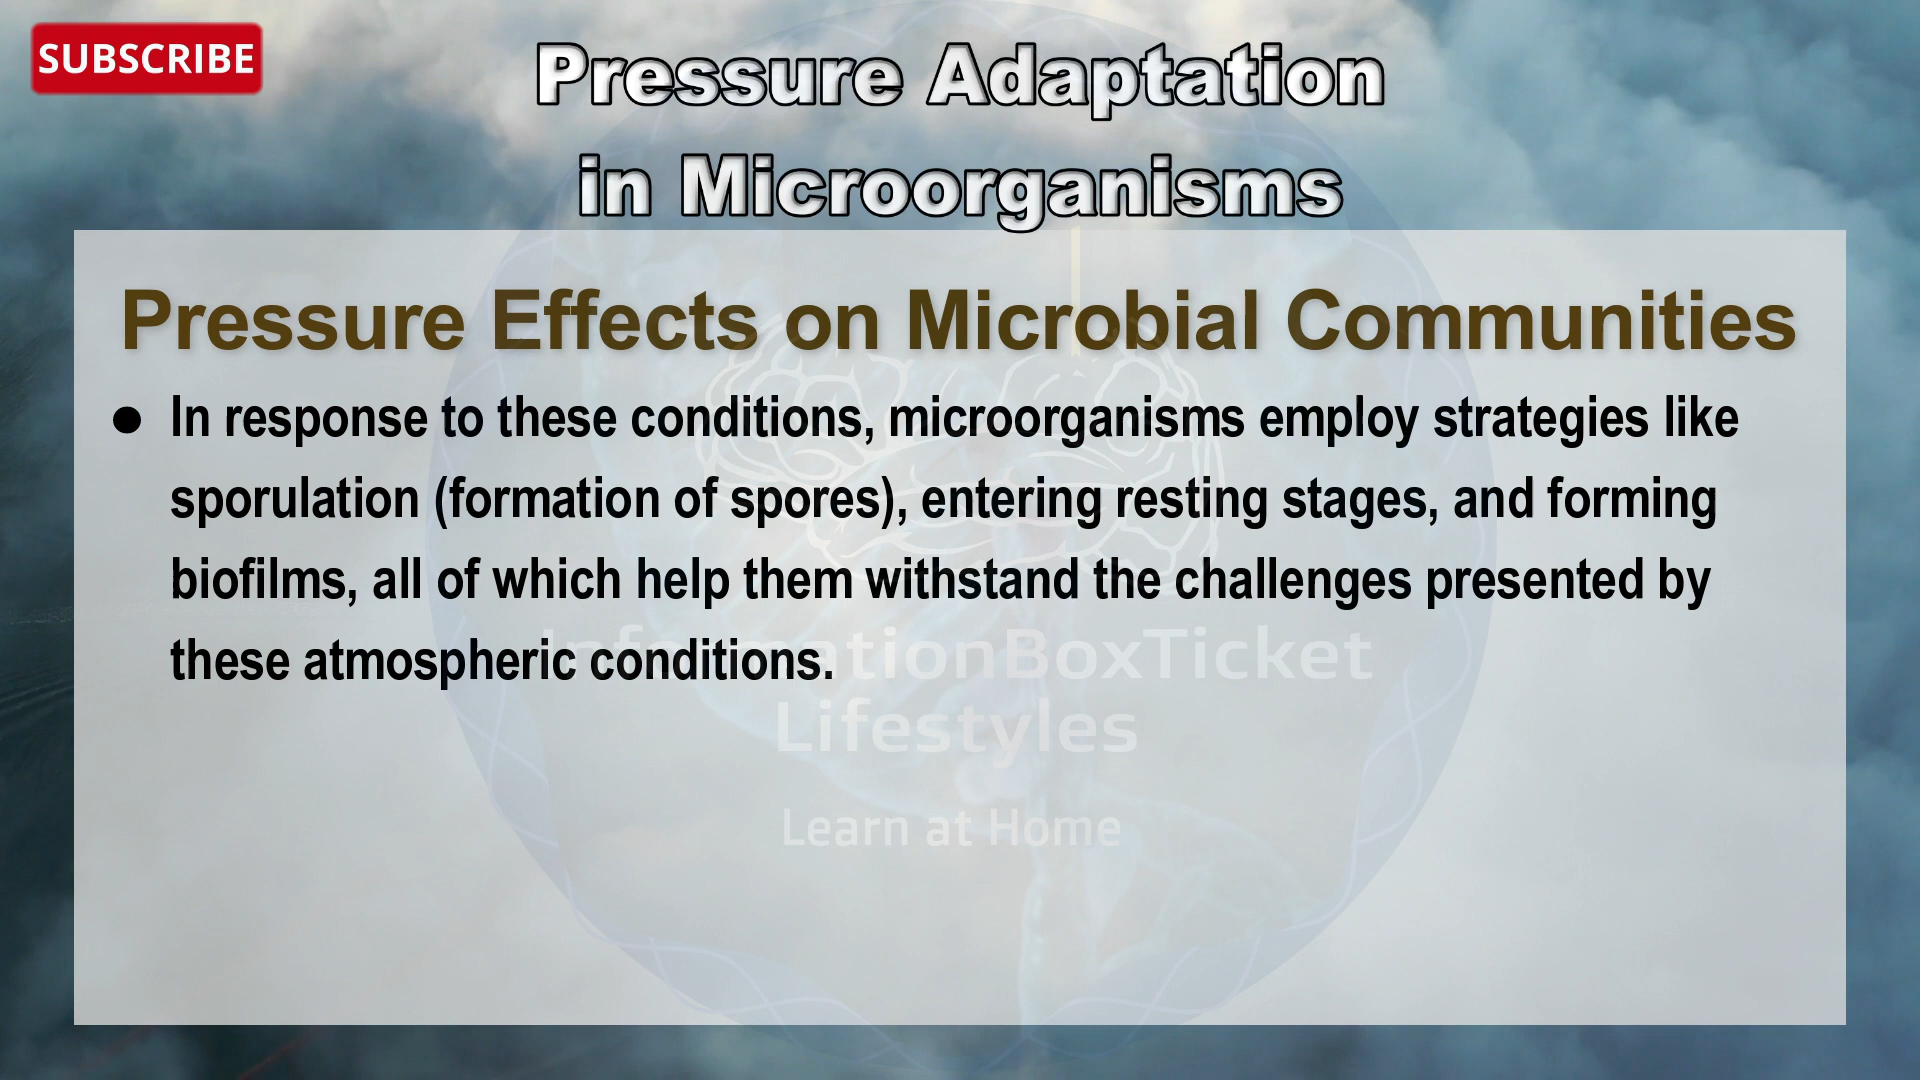 SUBSCRIBE
Pressure Adaptation
in Microorganisms
Pressure Effects on Microbial Communities
● In response to these conditions, microorganisms employ strategies like
sporulation (formation of spores), entering resting stages, and forming
biofilms, all of which help them withstand the challenges presented by
these atmospheric conditions.
InformationBoxTicket
Lifestyles
Learn at Home